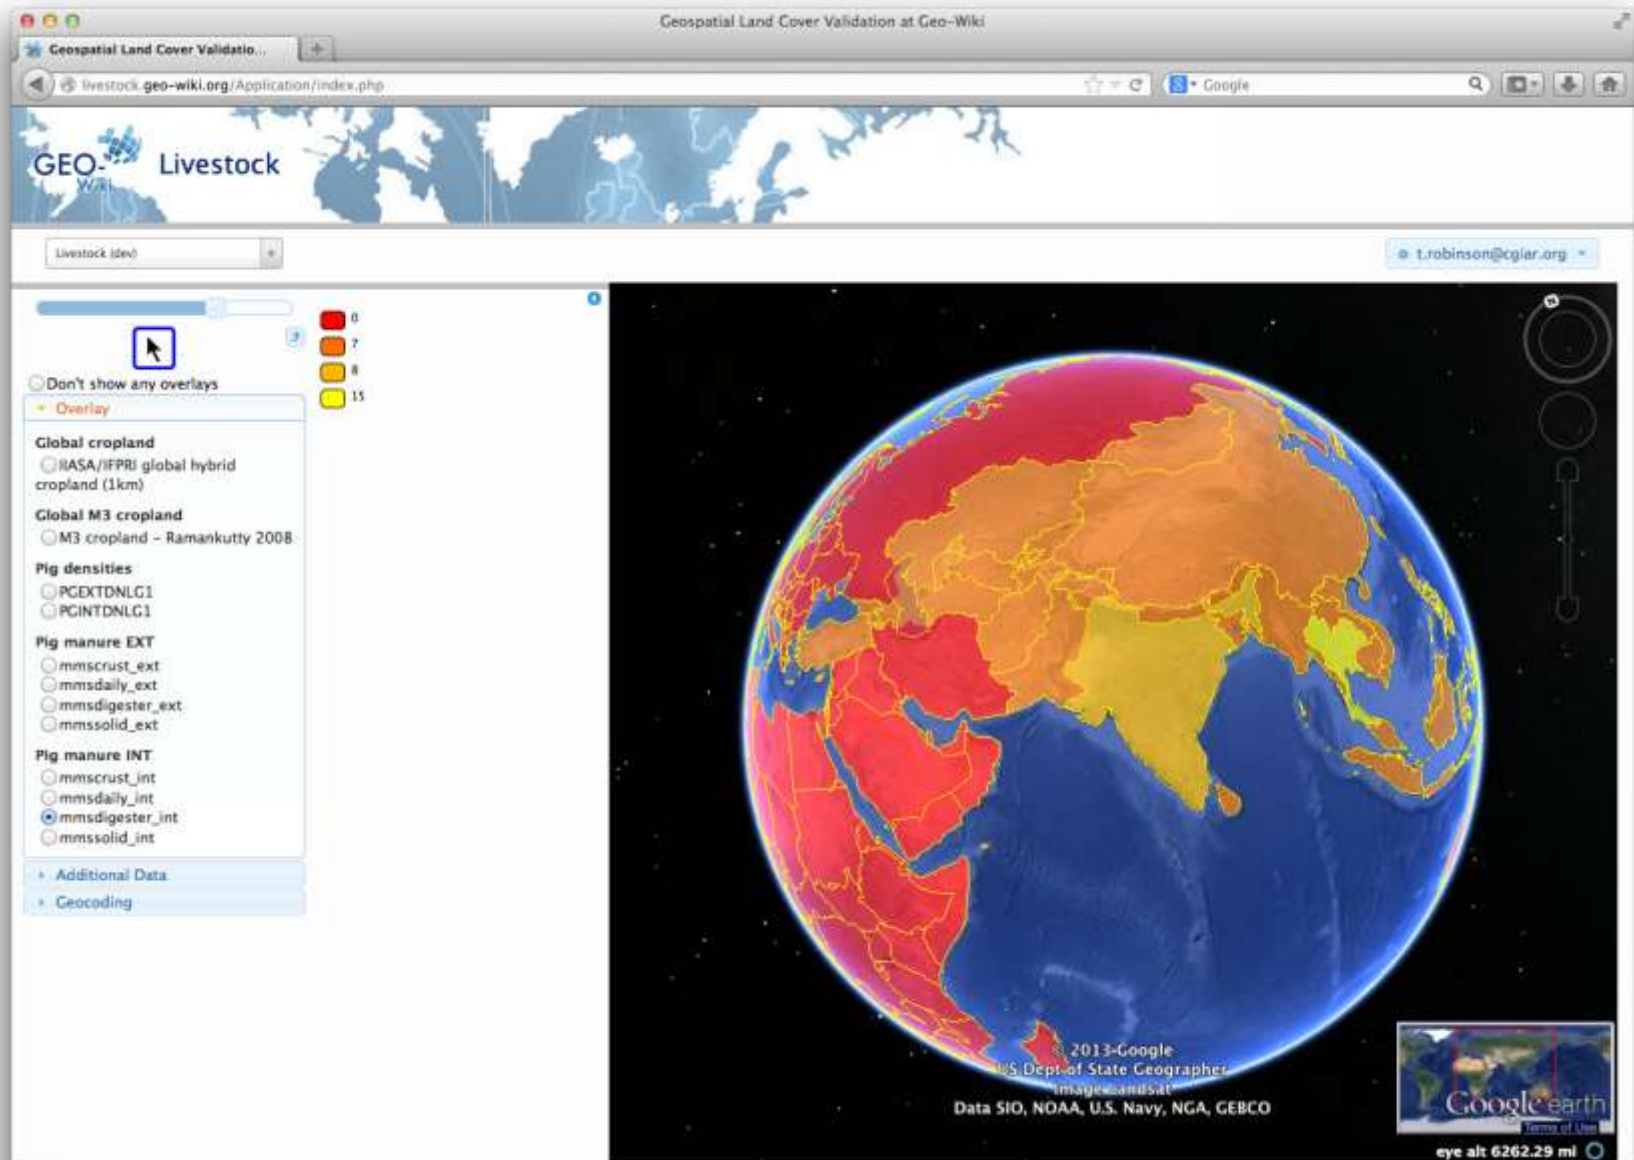 Geospatial Land Cover Validation at Geo-Wiki
Geospatial Land Cover Validatio...
livestock.geo-wiki.org/Application/index.php
Google
GEO-
Wiki
Livestock
Livestock (dev)
t.robinson@cgiar.org
0
7
8
15
Don't show any overlays
Overlay
Global cropland
IIASA/IFPRI global hybrid
cropland (1km)
Global M3 cropland
M3 cropland - Ramankutty 2008
Pig densities
PGEXTDNLG1
PGINTDNLG1
Pig manure EXT
mmscrust_ext
mmsdaily_ext
mmsdigester_ext
mmssolid_ext
Pig manure INT
mmscrust_int
mmsdaily_int
mmsdigester_int
mmssolid_int
Additional Data
Geocoding
© 2013 Google
US Dept of State Geographer
Image Landsat
Data SIO, NOAA, U.S. Navy, NGA, GEBCO
Google earth
Terms of Use
eye alt 6262.29 mi